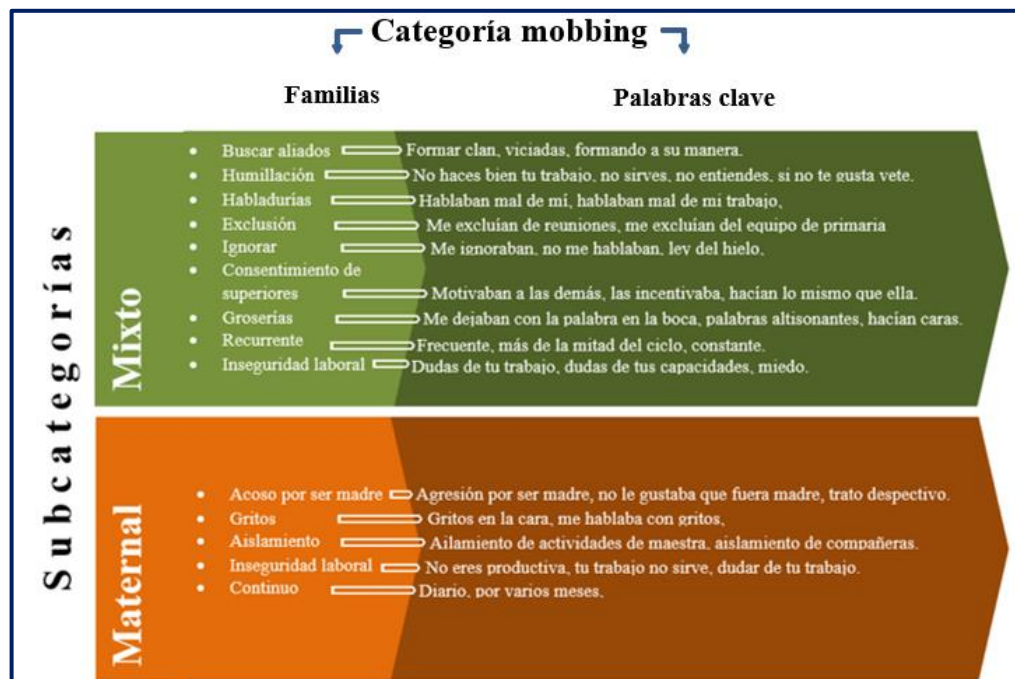 Categoría mobbing
Familias
Palabras clave
Subcategorías
Mixto
• Buscar aliados Formar clan, viciadas, formando a su manera.
• Humillación No haces bien tu trabajo, no sirves, no entiendes, si no te gusta vete.
• Habladurías Hablaban mal de mí, hablaban mal de mi trabajo,
• Exclusión Me excluían de reuniones, me excluían del equipo de primaria
• Ignorar Me ignoraban, no me hablaban, ley del hielo.
• Consentimiento de
superiores Motivaban a las demás, las incentivaba, hacían lo mismo que ella.
• Groserías Me dejaban con la palabra en la boca, palabras altisonantes, hacían caras.
• Recurrente Frecuente, más de la mitad del ciclo, constante.
• Inseguridad laboral Dudas de tu trabajo, dudas de tus capacidades, miedo.
Maternal
• Acoso por ser madre Agresión por ser madre, no le gustaba que fuera madre, trato despectivo.
• Gritos Gritos en la cara, me hablaba con gritos,
• Aislamiento Ailamiento de actividades de maestra, aislamiento de compañeras.
• Inseguridad laboral No eres productiva, tu trabajo no sirve, dudar de tu trabajo.
• Continuo Diario, por varios meses,